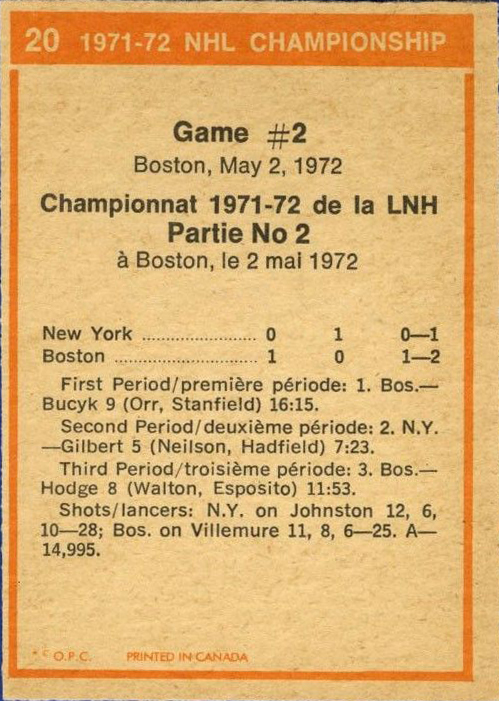 20 1971-72 NHL CHAMPIONSHIP
Game #2
Boston, May 2, 1972
Championnat 1971-72 de la LNH
Partie No 2
à Boston, le 2 mai 1972
New York ........................ 0 1 0—1
Boston .............................. 1 0 1—2
First Period/première période: 1. Bos.—
Bucyk 9 (Orr, Stanfield) 16:15.
Second Period/deuxième période: 2. N.Y.
—Gilbert 5 (Neilson, Hadfield) 7:23.
Third Period/troisième période: 3. Bos.—
Hodge 8 (Walton, Esposito) 11:53.
Shots/lancers: N.Y. on Johnston 12, 6,
10—28; Bos. on Villemure 11, 8, 6—25. A—
14,995.
* © O.P.C. PRINTED IN CANADA